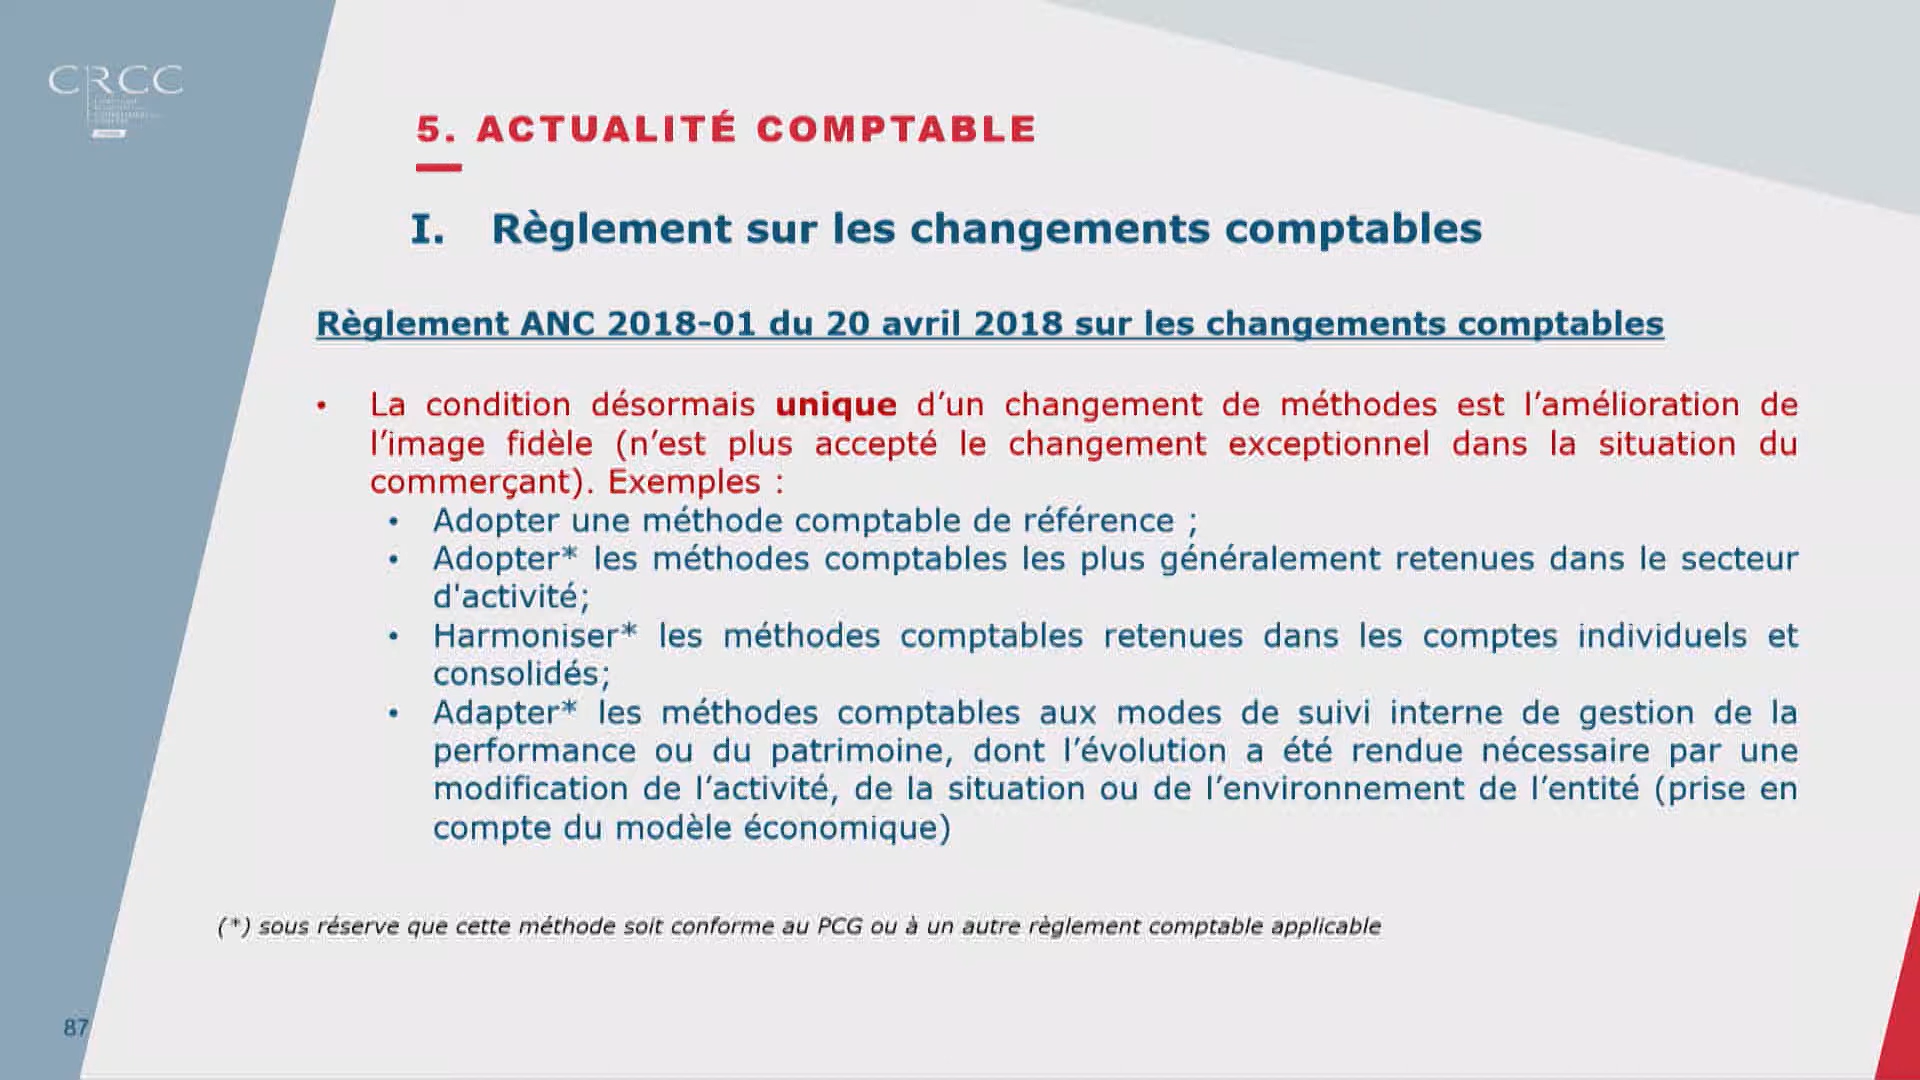 CRCC
5. ACTUALITÉ COMPTABLE
I. Règlement sur les changements comptables
Règlement ANC 2018-01 du 20 avril 2018 sur les changements comptables
• La condition désormais unique d’un changement de méthodes est l’amélioration de
l’image fidèle (n’est plus accepté le changement exceptionnel dans la situation du
commerçant). Exemples :
• Adopter une méthode comptable de référence ;
• Adopter* les méthodes comptables les plus généralement retenues dans le secteur
d'activité;
• Harmoniser* les méthodes comptables retenues dans les comptes individuels et
consolidés;
• Adapter* les méthodes comptables aux modes de suivi interne de gestion de la
performance ou du patrimoine, dont l’évolution a été rendue nécessaire par une
modification de l’activité, de la situation ou de l’environnement de l’entité (prise en
compte du modèle économique)
(*) sous réserve que cette méthode soit conforme au PCG ou à un autre règlement comptable applicable
87